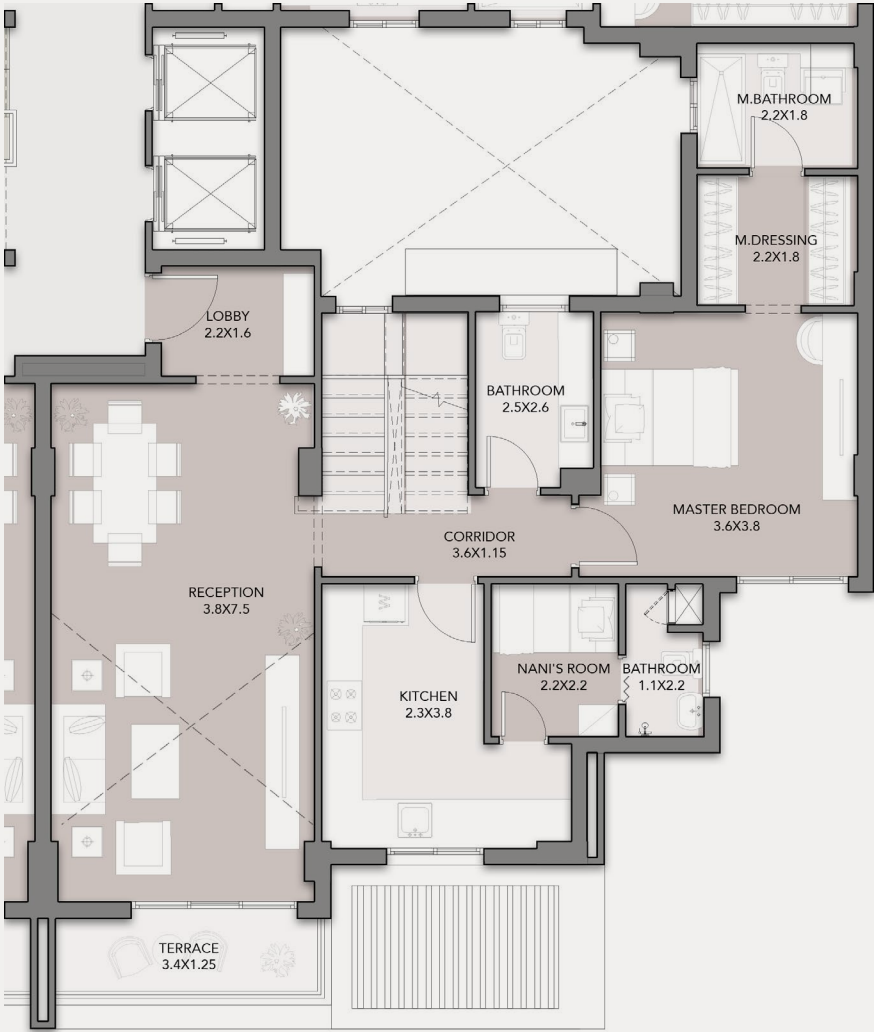 M.BATHROOM
2.2X1.8
M.DRESSING
2.2X1.8
LOBBY
2.2X1.6
BATHROOM
2.5X2.6
MASTER BEDROOM
3.6X3.8
CORRIDOR
3.6X1.15
RECEPTION
3.8X7.5
NANI'S ROOM
2.2X2.2
BATHROOM
1.1X2.2
KITCHEN
2.3X3.8
TERRACE
3.4X1.25